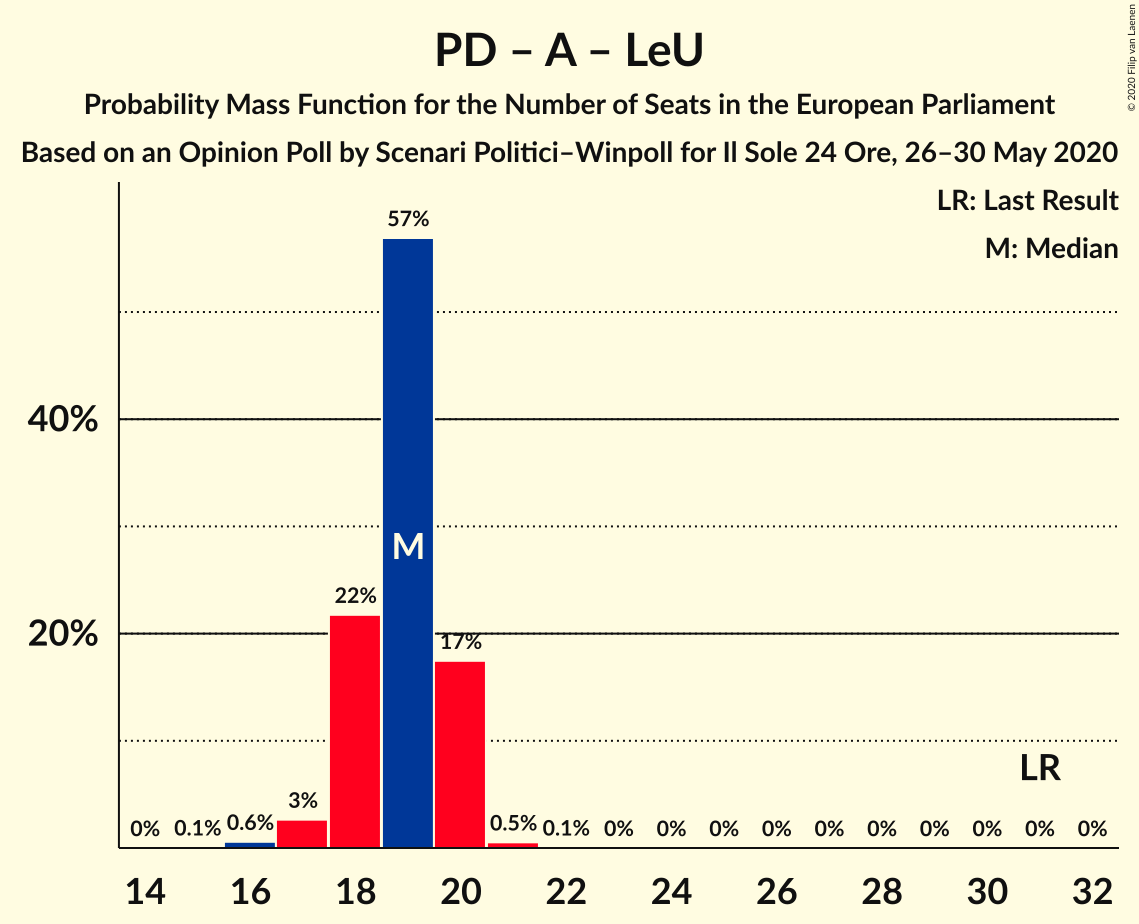 PD – A – LeU
Probability Mass Function for the Number of Seats in the European Parliament
Based on an Opinion Poll by Scenari Politici–Winpoll for Il Sole 24 Ore, 26–30 May 2020
© 2020 Filip van Laenen
LR: Last Result
M: Median
57%
40%
M
22%
20%
17%
LR
0% 0.1% 0.6% 3% 0.5% 0.1% 0% 0% 0% 0% 0% 0% 0% 0% 0% 0%
14 16 18 20 22 24 26 28 30 32